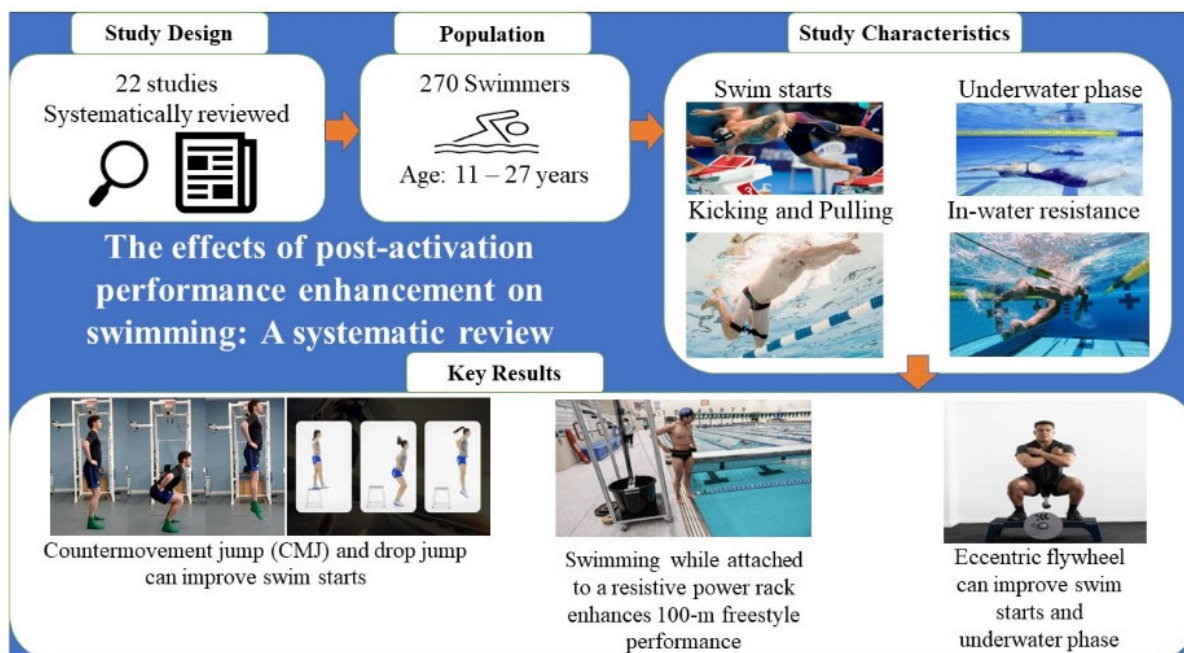 Study Design
22 studies
Systematically reviewed
Population
270 Swimmers
Age: 11 – 27 years
Study Characteristics
Swim starts
Underwater phase
Kicking and Pulling
In-water resistance
The effects of post-activation
performance enhancement on
swimming: A systematic review
Key Results
Countermovement jump (CMJ) and drop jump
can improve swim starts
Swimming while attached
to a resistive power rack
enhances 100-m freestyle
performance
Eccentric flywheel
can improve swim
starts and
underwater phase